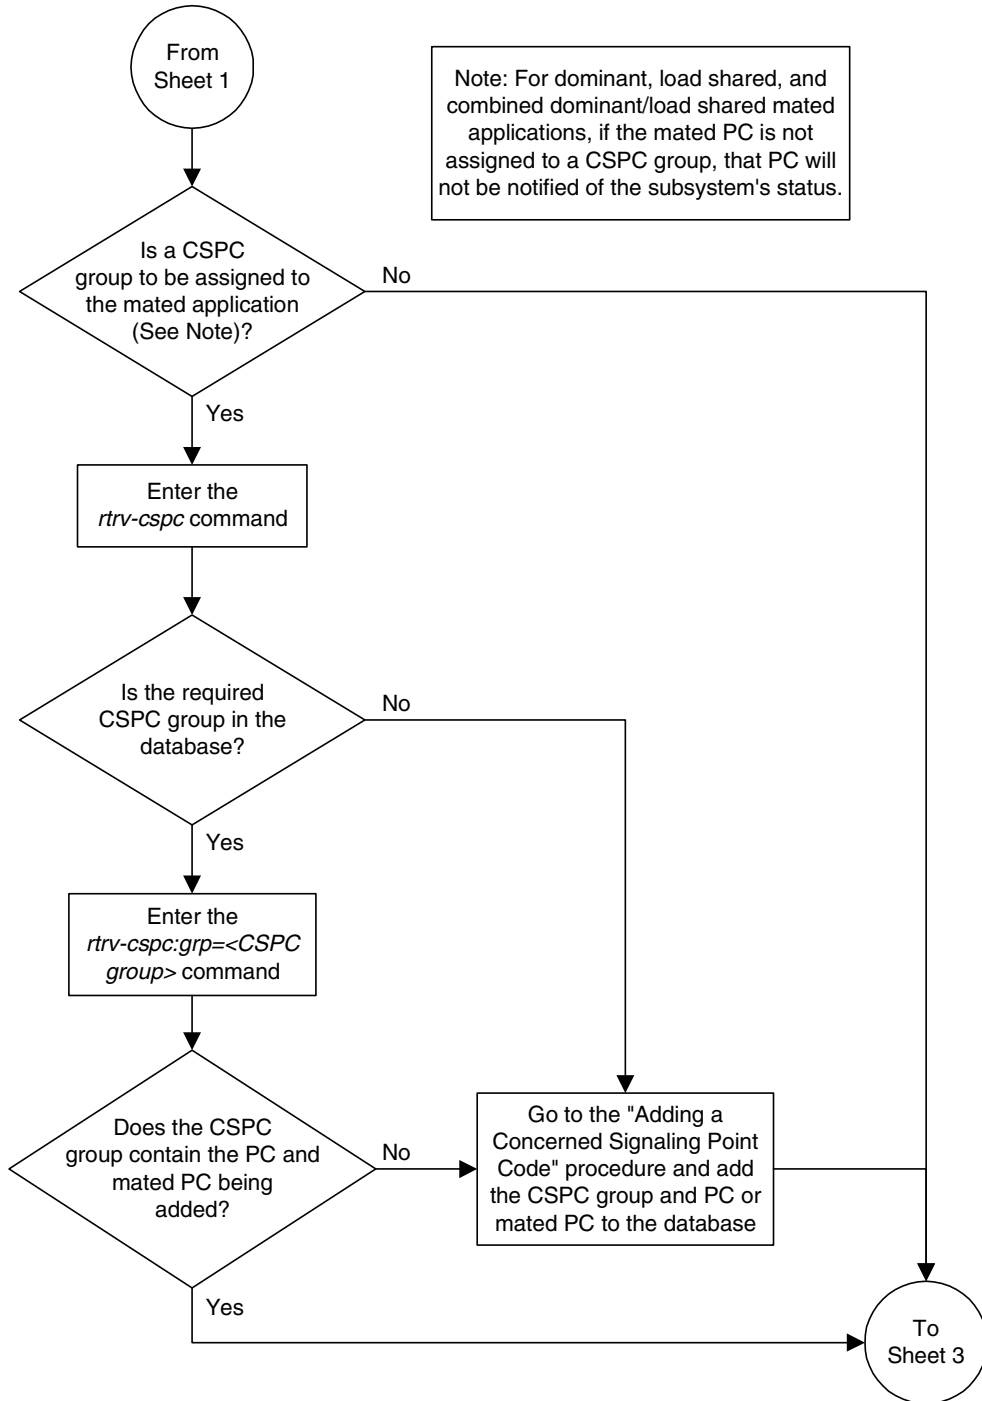 From
Sheet 1
Note: For dominant, load shared, and
combined dominant/load shared mated
applications, if the mated PC is not
assigned to a CSPC group, that PC will
not be notified of the subsystem's status.
Is a CSPC
group to be assigned to
the mated application
(See Note)?
No
Yes
Enter the
rtrv-cspc command
Is the required
CSPC group in the
database?
No
Yes
Enter the
rtrv-cspc:grp=<CSPC
group> command
Does the CSPC
group contain the PC and
mated PC being
added?
No
Yes
Go to the "Adding a
Concerned Signaling Point
Code" procedure and add
the CSPC group and PC or
mated PC to the database
To
Sheet 3